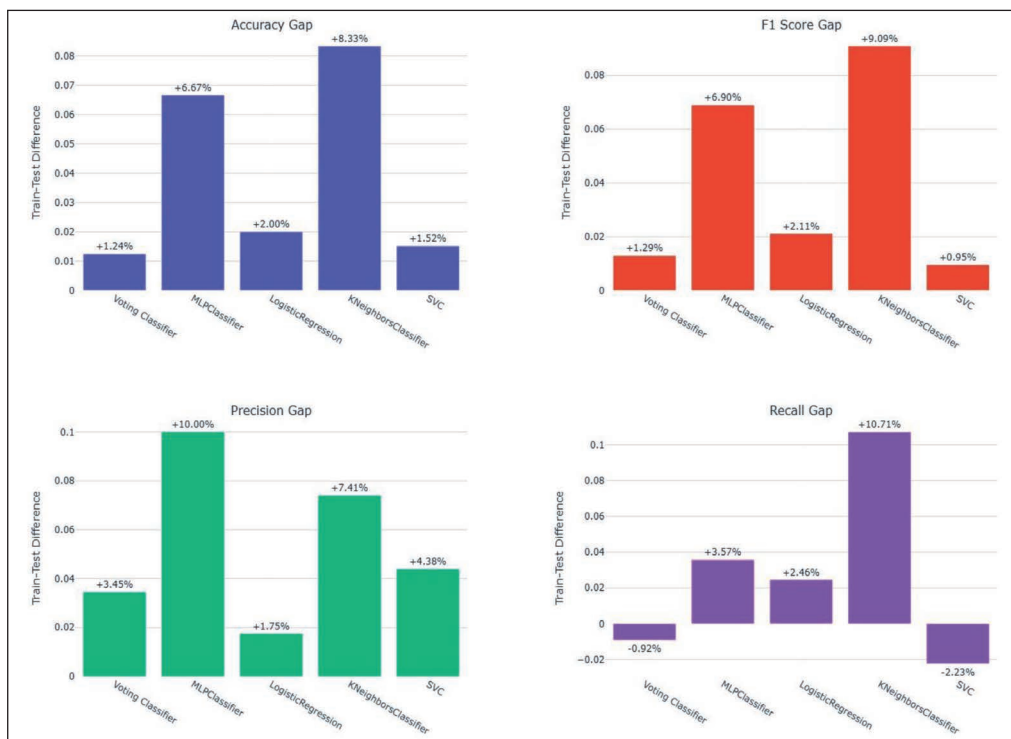 Accuracy Gap
Train-Test Difference
0.08
0.07
0.06
0.05
0.04
0.03
0.02
0.01
0
+1.24%
+6.67%
+2.00%
+8.33%
+1.52%
Voting Classifier
MLPClassifier
LogisticRegression
KNeighborsClassifier
SVC
F1 Score Gap
Train-Test Difference
0.08
0.06
0.04
0.02
0
+1.29%
+6.90%
+2.11%
+9.09%
+0.95%
Voting Classifier
MLPClassifier
LogisticRegression
KNeighborsClassifier
SVC
Precision Gap
Train-Test Difference
0.1
0.08
0.06
0.04
0.02
0
+3.45%
+10.00%
+1.75%
+7.41%
+4.38%
Voting Classifier
MLPClassifier
LogisticRegression
KNeighborsClassifier
SVC
Recall Gap
Train-Test Difference
0.1
0.08
0.06
0.04
0.02
0
−0.02
-0.92%
+3.57%
+2.46%
+10.71%
-2.23%
Voting Classifier
MLPClassifier
LogisticRegression
KNeighborsClassifier
SVC